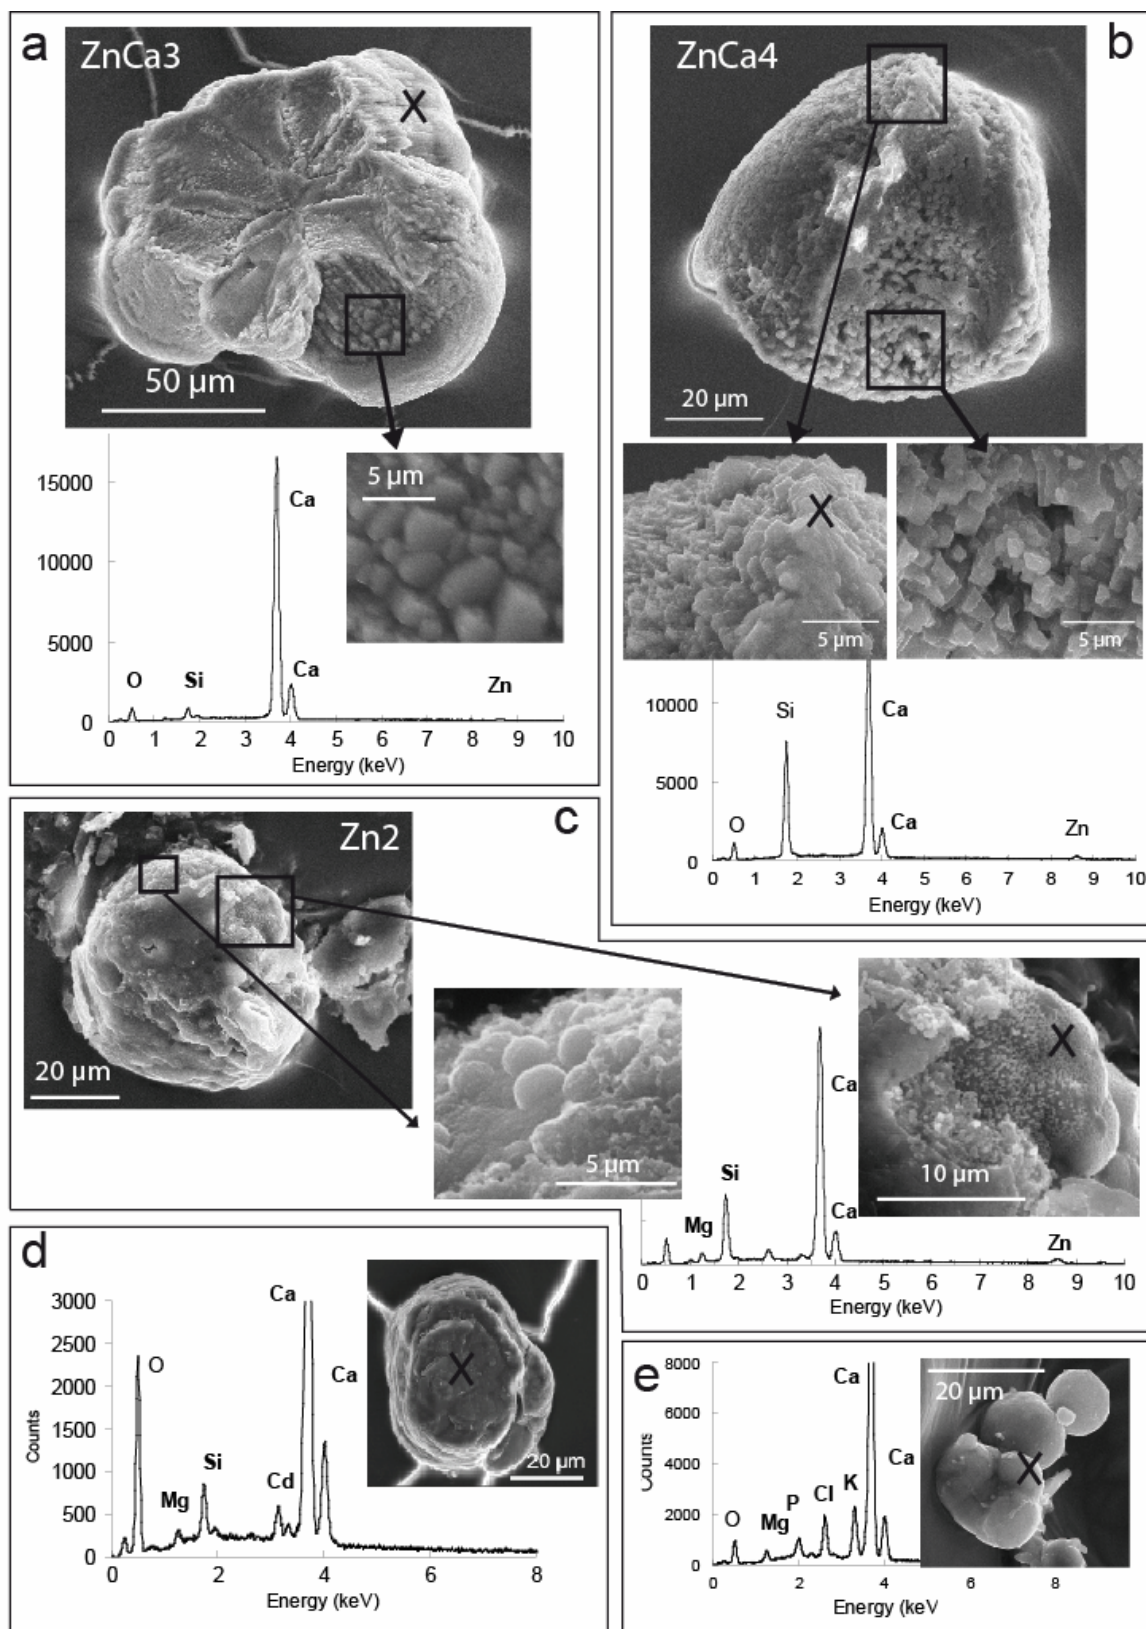 a
ZnCa3
50 µm
15000
10000
5000
0
5 µm
Ca
Ca
O
Si
Zn
0 1 2 3 4 5 6 7 8 9 10
Energy (keV)
b
ZnCa4
20 µm
5 µm
5 µm
10000
5000
0
Si
Ca
O
Ca
Zn
0 1 2 3 4 5 6 7 8 9 10
Energy (keV)
c
Zn2
20 µm
5 µm
10 µm
Ca
Si
Mg
Ca
Zn
0 1 2 3 4 5 6 7 8 9 10
Energy (keV)
d
3000
2500
2000
1500
1000
500
0
Counts
Ca
O
Ca
Si
Cd
Mg
20 µm
0 2 4 6 8
Energy (keV)
e
8000
6000
4000
2000
0
Counts
20 µm
Ca
Ca
K
Cl
P
Mg
O
0 2 4 6 8
Energy (keV